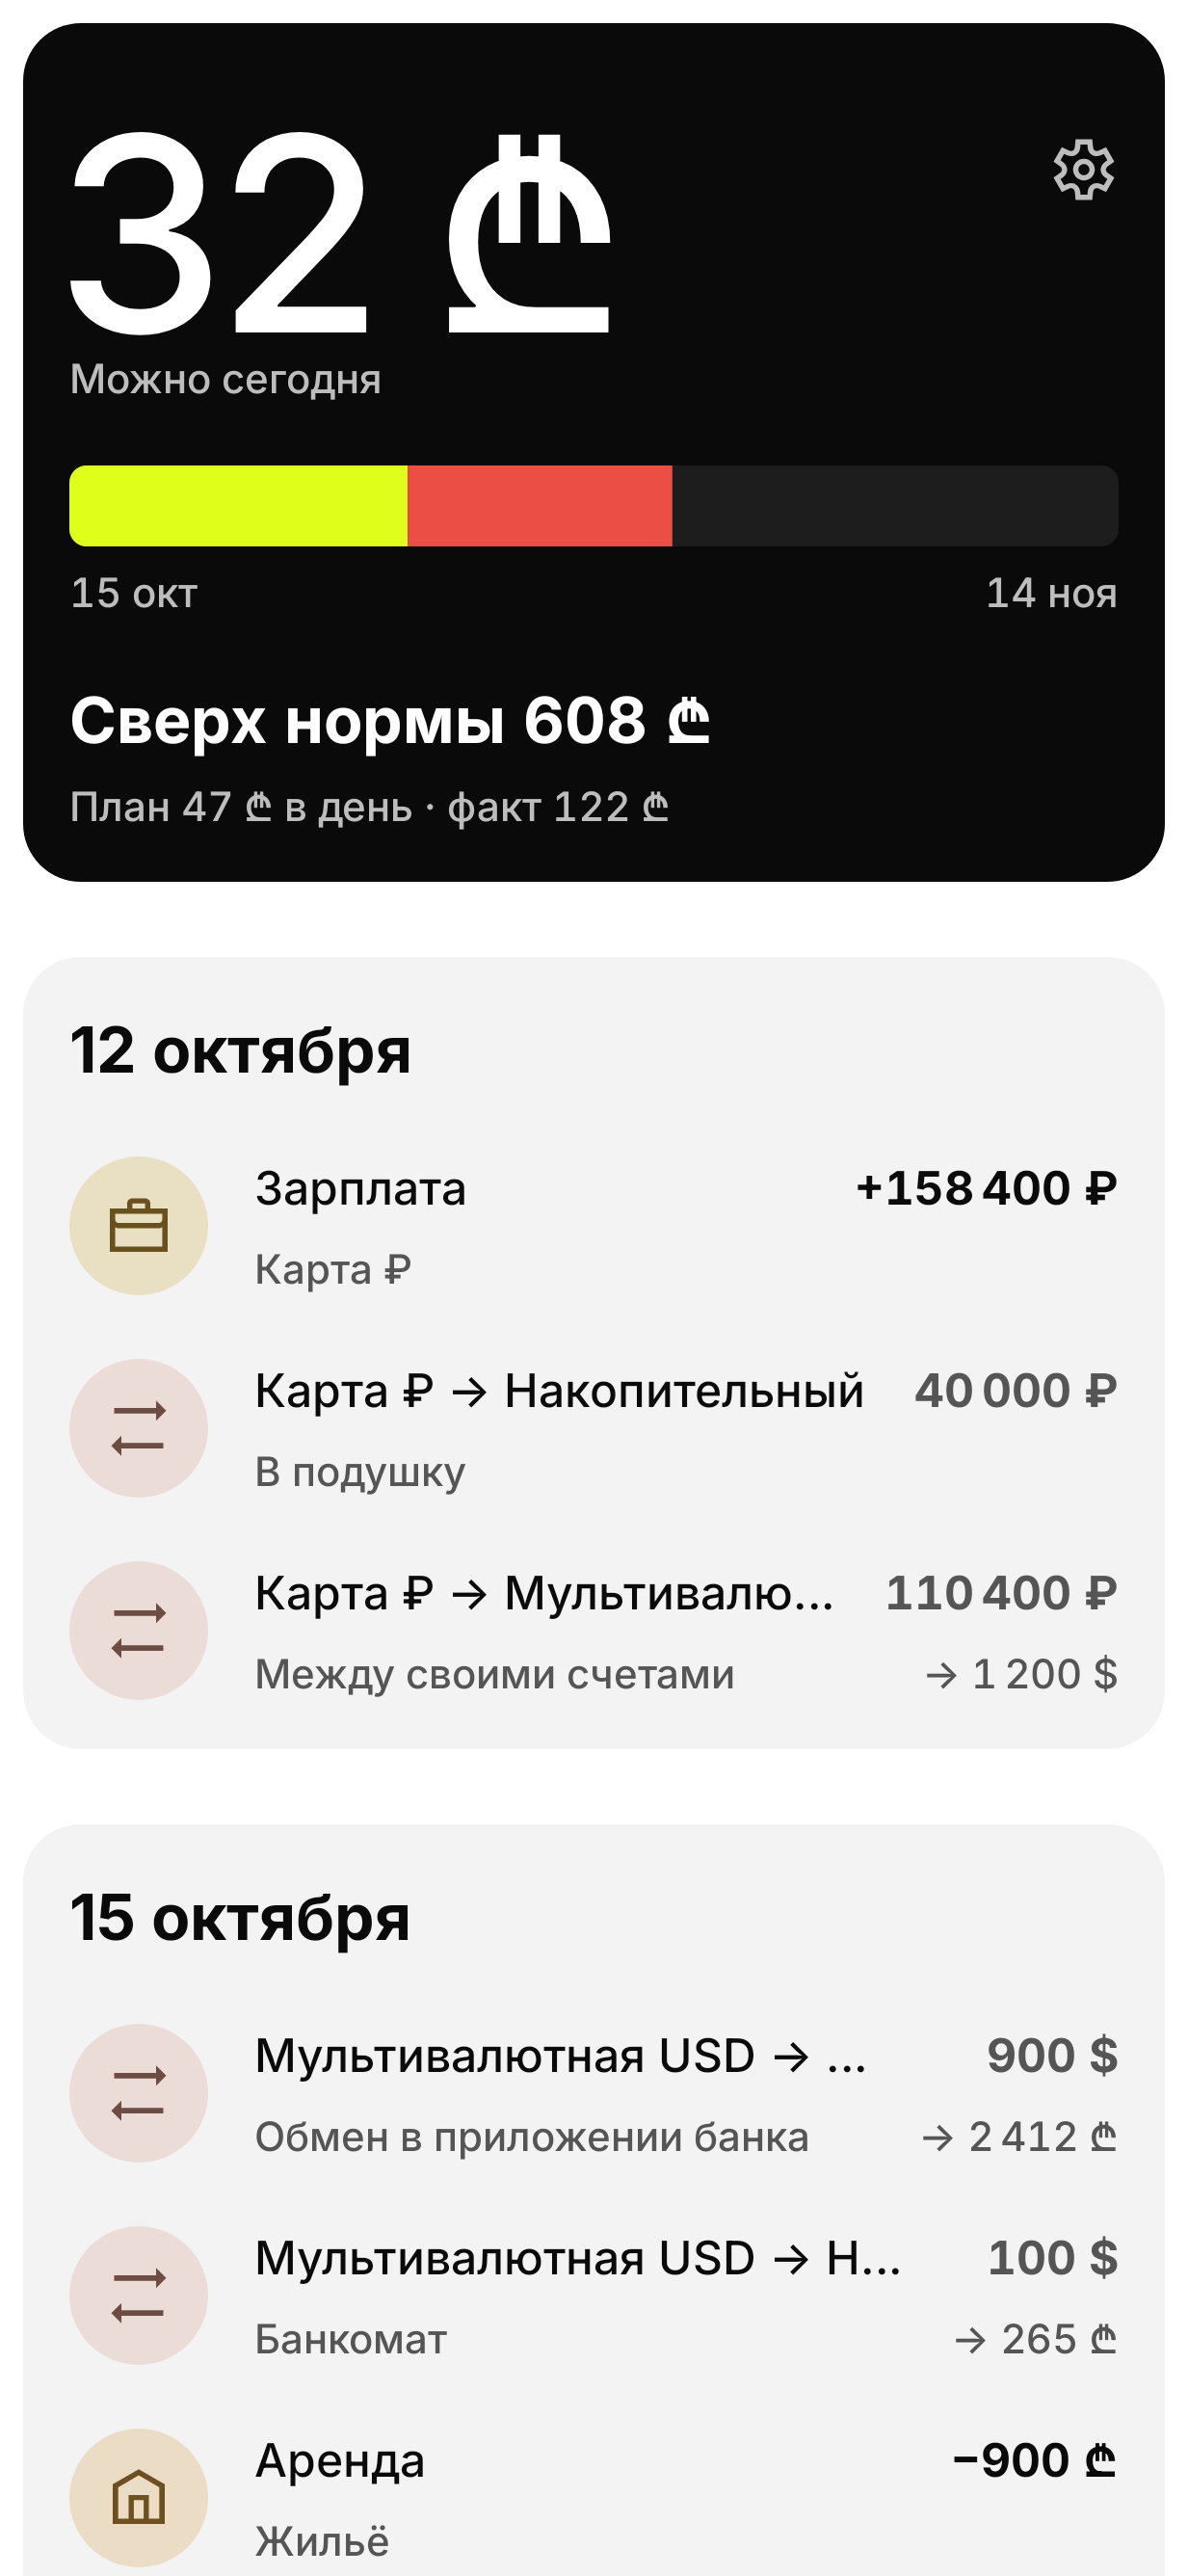 32 ₾
Можно сегодня
15 окт 14 ноя
Сверх нормы 608 ₾
План 47 ₾ в день · факт 122 ₾
12 октября
Зарплата +158 400 ₽
Карта ₽
Карта ₽ → Накопительный 40 000 ₽
В подушку
Карта ₽ → Мультивалю... 110 400 ₽
Между своими счетами → 1 200 $
15 октября
Мультивалютная USD → ... 900 $
Обмен в приложении банка → 2 412 ₾
Мультивалютная USD → Н... 100 $
Банкомат → 265 ₾
Аренда −900 ₾
Жильё